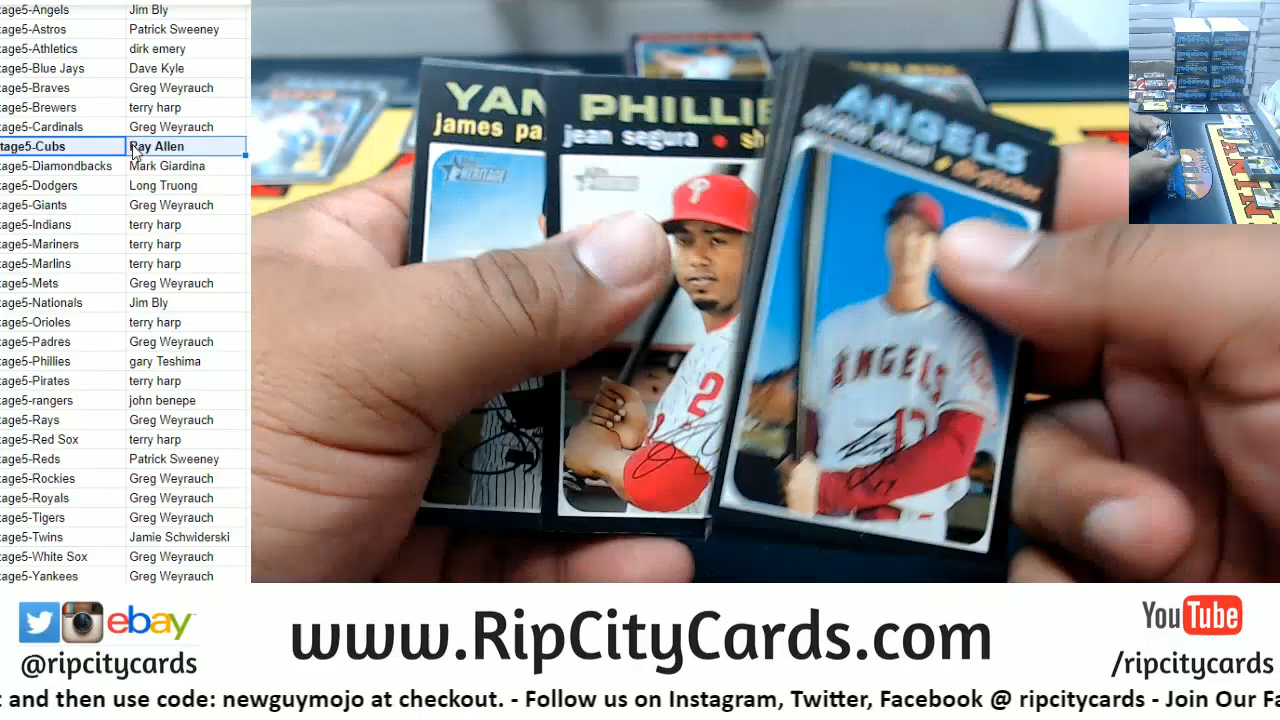 tage5-Angels Jim Bly
tage5-Astros Patrick Sweeney
tage5-Athletics dirk emery
tage5-Blue Jays Dave Kyle
tage5-Braves Greg Weyrauch
tage5-Brewers terry harp
tage5-Cardinals Greg Weyrauch
tage5-Cubs Ray Allen
tage5-Diamondbacks Mark Giardina
tage5-Dodgers Long Truong
tage5-Giants Greg Weyrauch
tage5-Indians terry harp
tage5-Mariners terry harp
tage5-Marlins terry harp
tage5-Mets Greg Weyrauch
tage5-Nationals Jim Bly
tage5-Orioles terry harp
tage5-Padres Greg Weyrauch
tage5-Phillies gary Teshima
tage5-Pirates terry harp
tage5-rangers john benepe
tage5-Rays Greg Weyrauch
tage5-Red Sox terry harp
tage5-Reds Patrick Sweeney
tage5-Rockies Greg Weyrauch
tage5-Royals Greg Weyrauch
tage5-Tigers Greg Weyrauch
tage5-Twins Jamie Schwiderski
tage5-White Sox Greg Weyrauch
tage5-Yankees Greg Weyrauch
YAN
james pa
HERITAGE
PHILLIE
jean segura • sh
2
ANGELS
ANGELS
17
ebay
@ripcitycards
www.RipCityCards.com
YouTube
/ripcitycards
t and then use code: newguymojo at checkout. - Follow us on Instagram, Twitter, Facebook @ ripcitycards - Join Our Fa